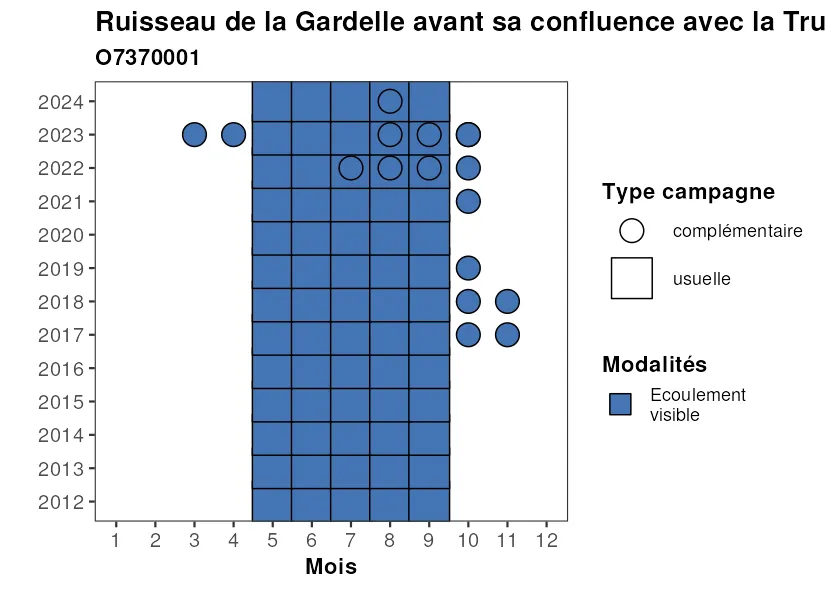 Ruisseau de la Gardelle avant sa confluence avec la Tru
O7370001
2024
2023
2022
2021
2020
2019
2018
2017
2016
2015
2014
2013
2012
1 2 3 4 5 6 7 8 9 10 11 12
Mois
Type campagne
complémentaire
usuelle
Modalités
Ecoulement
visible